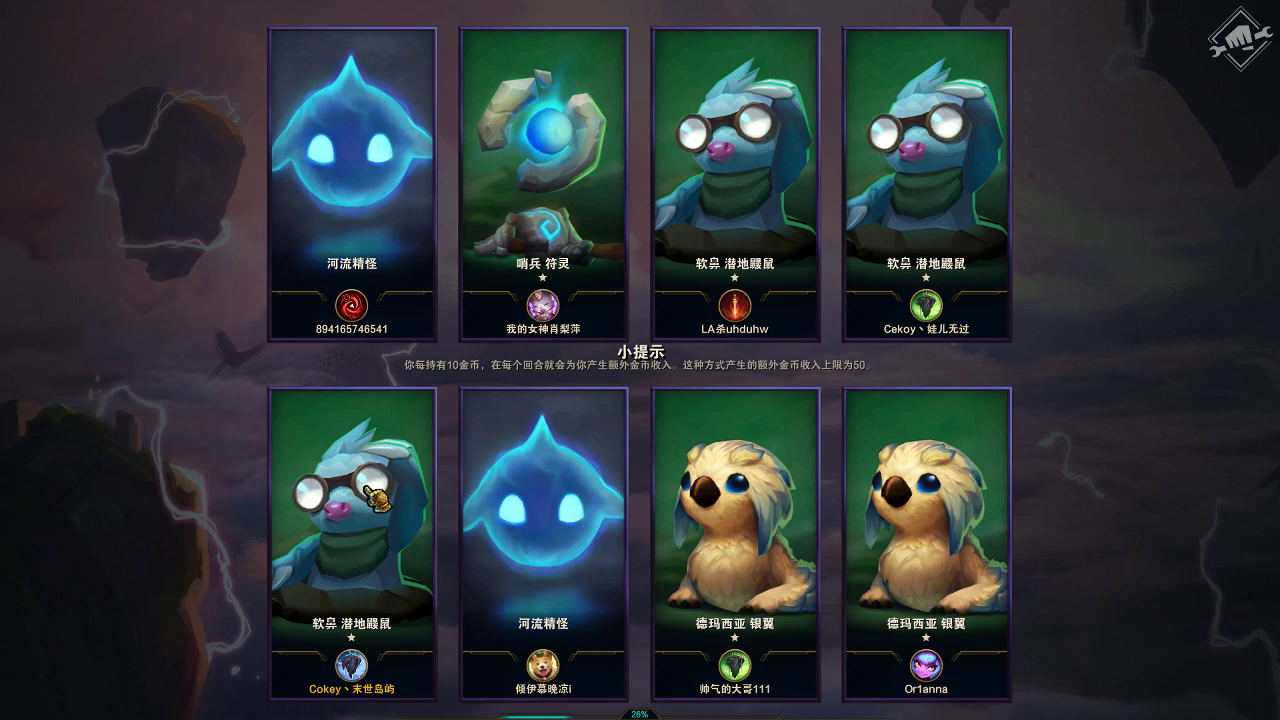 河流精怪
哨兵 符灵
软鼻 潜地鼹鼠
软鼻 潜地鼹鼠
894165746541
我的女神肖梨萍
LA杀uhduhw
Cekoy丶娃儿无过
小提示
你每持有10金币，在每个回合就会为你产生额外金币收入。这种方式产生的额外金币收入上限为50。
软鼻 潜地鼹鼠
河流精怪
德玛西亚 银翼
德玛西亚 银翼
Cokey丶末世岛屿
倾伊慕晚凉i
帅气的大哥111
Or1anna
26%